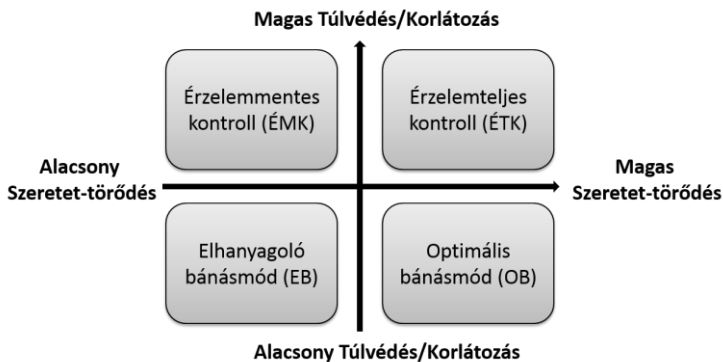 Magas Túlvédés/Korlátozás
Érzelemmentes
kontroll (ÉMK)
Érzelemteljes
kontroll (ÉTK)
Alacsony
Szeretet-törődés
Magas
Szeretet-törődés
Elhanyagoló
bánásmód (EB)
Optimális
bánásmód (OB)
Alacsony Túlvédés/Korlátozás